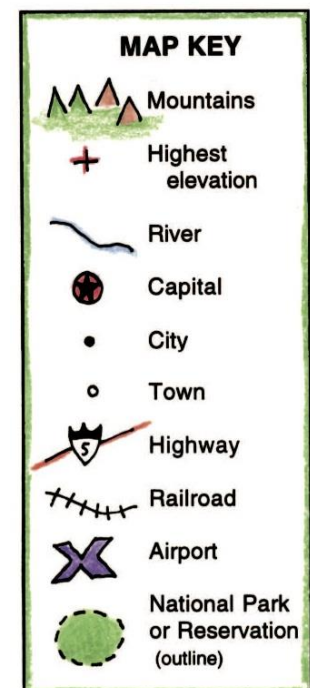 MAP KEY
Mountains
Highest
elevation
River
Capital
City
Town
5
Highway
Railroad
Airport
National Park
or Reservation
(outline)